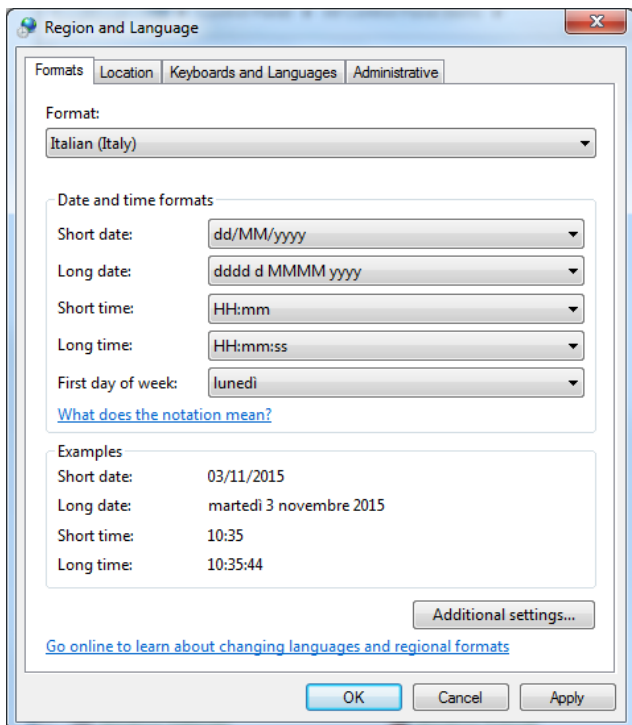 Region and Language
Formats Location Keyboards and Languages Administrative
Format:
Italian (Italy)
Date and time formats
Short date: dd/MM/yyyy
Long date: dddd d MMMM yyyy
Short time: HH:mm
Long time: HH:mm:ss
First day of week: lunedì
What does the notation mean?
Examples
Short date: 03/11/2015
Long date: martedì 3 novembre 2015
Short time: 10:35
Long time: 10:35:44
Additional settings...
Go online to learn about changing languages and regional formats
OK Cancel Apply